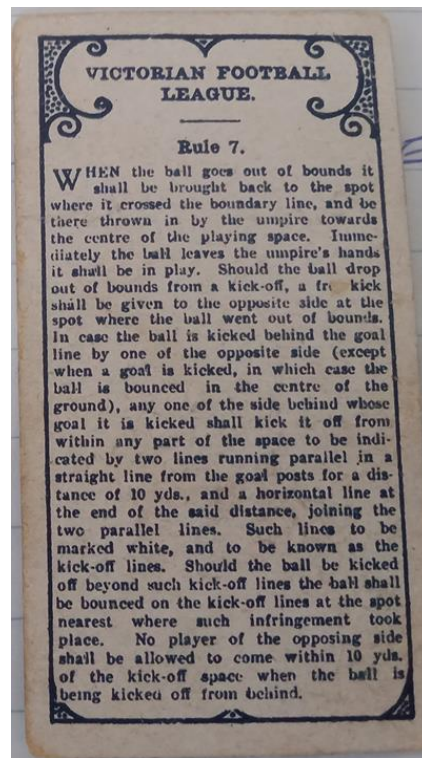 VICTORIAN FOOTBALL
LEAGUE.
Rule 7.
WHEN the ball goes out of bounds it
shall be brought back to the spot
where it crossed the boundary line, and be
there thrown in by the umpire towards
the centre of the playing space. Imme-
diately the ball leaves the umpire's hands
it shall be in play. Should the ball drop
out of bounds from a kick-off, a free kick
shall be given to the opposite side at the
spot where the ball went out of bounds.
In case the ball is kicked behind the goal
line by one of the opposite side (except
when a goal is kicked, in which case the
ball is bounced in the centre of the
ground), any one of the side behind whose
goal it is kicked shall kick it off from
within any part of the space to be indi-
cated by two lines running parallel in a
straight line from the goal posts for a dis-
tance of 10 yds., and a horizontal line at
the end of the said distance, joining the
two parallel lines. Such lines to be
marked white, and to be known as the
kick-off lines. Should the ball be kicked
off beyond such kick-off lines the ball shall
be bounced on the kick-off lines at the spot
nearest where such infringement took
place. No player of the opposing side
shall be allowed to come within 10 yds.
of the kick-off space when the ball is
being kicked off from behind.